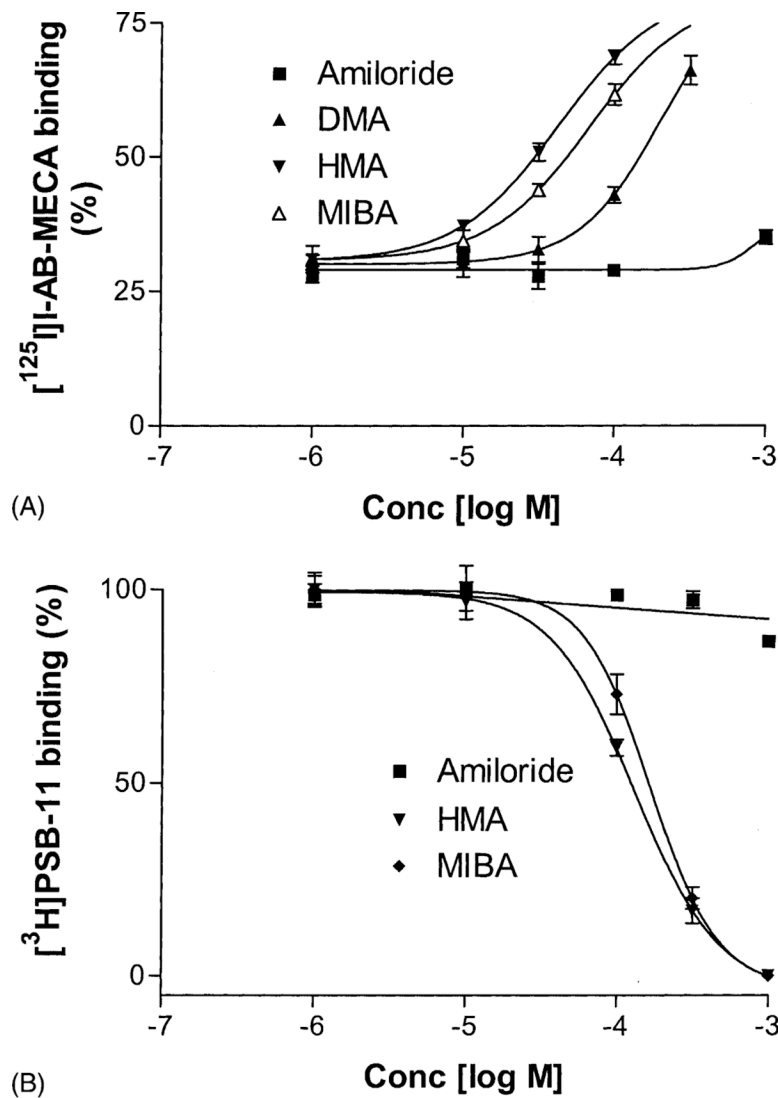 75
50
25
0
[125I]I-AB-MECA binding
(%)
Amiloride
DMA
HMA
MIBA
-7
-6
-5
-4
-3
Conc [log M]
(A)
100
50
0
[3H]PSB-11 binding (%)
Amiloride
HMA
MIBA
-7
-6
-5
-4
-3
Conc [log M]
(B)